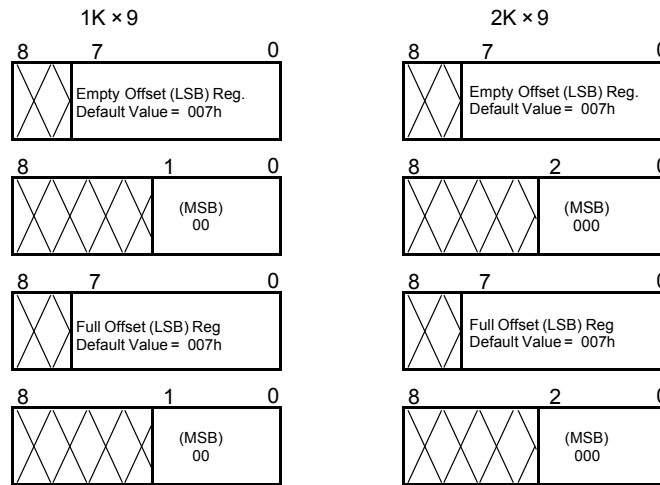 1K × 9
8 7 0
Empty Offset (LSB) Reg.
Default Value = 007h
8 1 0
(MSB)
00
8 7 0
Full Offset (LSB) Reg
Default Value = 007h
8 1 0
(MSB)
00
2K × 9
8 7 0
Empty Offset (LSB) Reg.
Default Value = 007h
8 2 0
(MSB)
000
8 7 0
Full Offset (LSB) Reg
Default Value = 007h
8 2 0
(MSB)
000